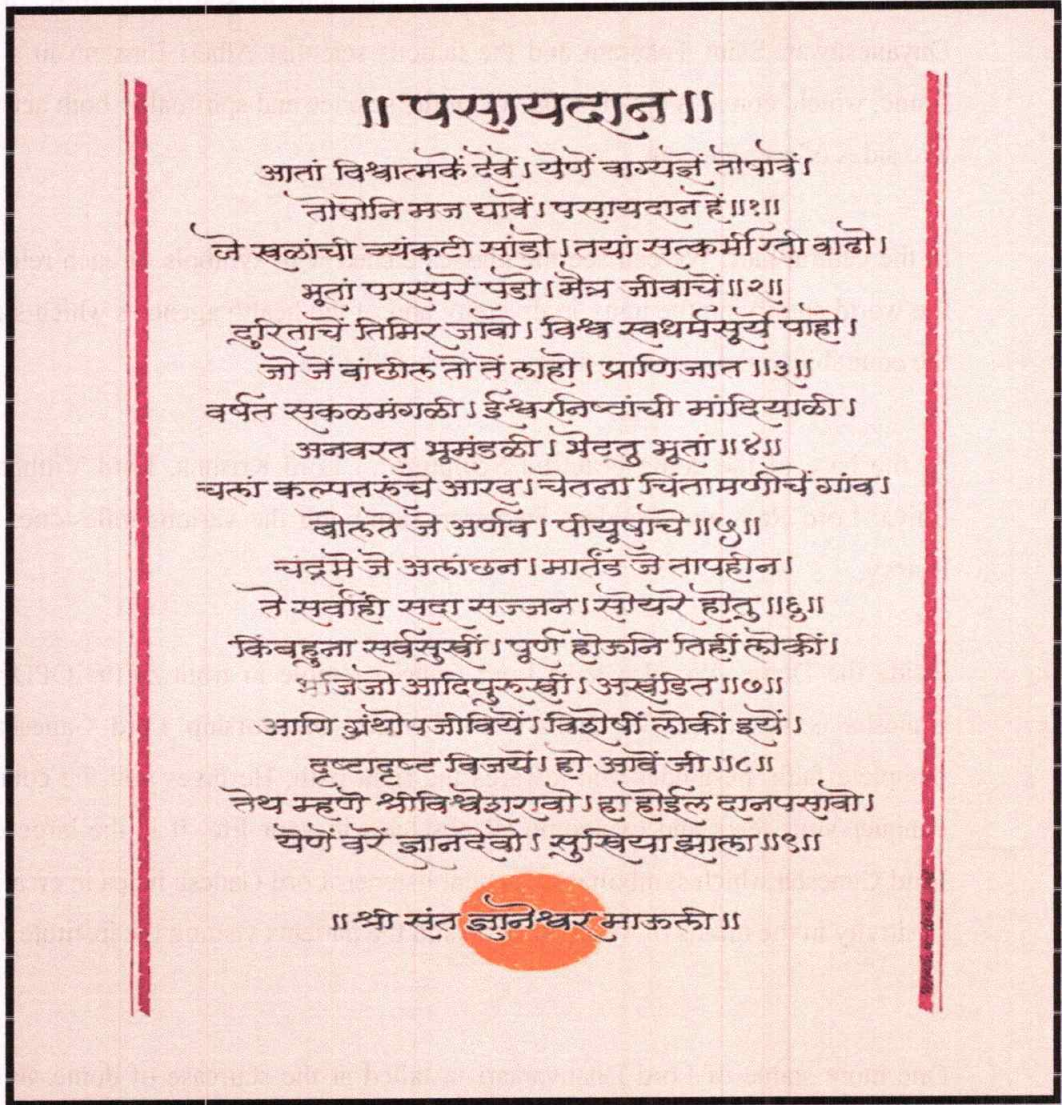 ॥ पसायदान ॥
आतां विश्वात्मकें देवें। येणें वाग्यज्ञें तोषावें।
तोषोनि मज द्यावें। पसायदान हें॥१॥
जे खळांची व्यंकटी सांडो। तयां सत्कर्मी रती वाढो।
भूतां परस्परें पडो। मैत्र जीवाचें॥२॥
दुरिताचें तिमिर जावो। विश्व स्वधर्मसूर्यें पाहो।
जो जें वांछील तो तें लाहो। प्राणिजात॥३॥
वर्षत सकळमंगळी। ईश्वरनिष्ठांची मांदियाळी।
अनवरत भूमंडळी। भेटतु भूतां॥४॥
चलां कल्पतरूंचे आरव। चेतना चिंतामणीचें गांव।
बोलते जे अर्णव। पीयूषाचे॥५॥
चंद्रमे जे अलांछन। मार्तंड जे तापहीन।
ते सर्वांही सदा सज्जन। सोयरे होतु॥६॥
किंबहुना सर्वसुखीं। पूर्ण होऊनि तिहीं लोकीं।
भजिजो आदिपुरुखीं। अखंडित॥७॥
आणि ग्रंथोपजीविये। विशेषीं लोकीं इयें।
दृष्टादृष्ट विजयें। हो आवें जी॥८॥
तेथ म्हणे श्रीविश्वेशरावो। हा होईल दानपसावो।
येणें वरें ज्ञानदेवो। सुखिया झाला॥९॥
॥ श्री संत ज्ञानेश्वर माऊली॥